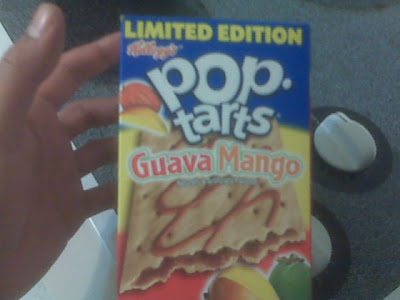 LIMITED EDITION
Kellogg's
POP•
tarts
Guava Mango